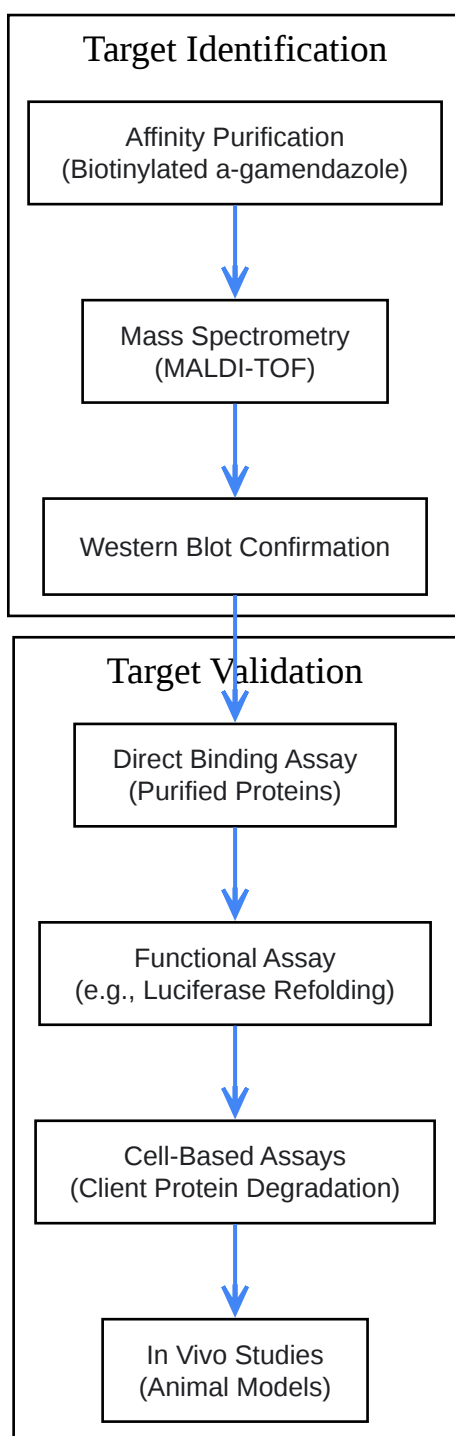 Target Identification
Affinity Purification
(Biotinylated a-gamendazole)
Mass Spectrometry
(MALDI-TOF)
Western Blot Confirmation
Target Validation
Direct Binding Assay
(Purified Proteins)
Functional Assay
(e.g., Luciferase Refolding)
Cell-Based Assays
(Client Protein Degradation)
In Vivo Studies
(Animal Models)